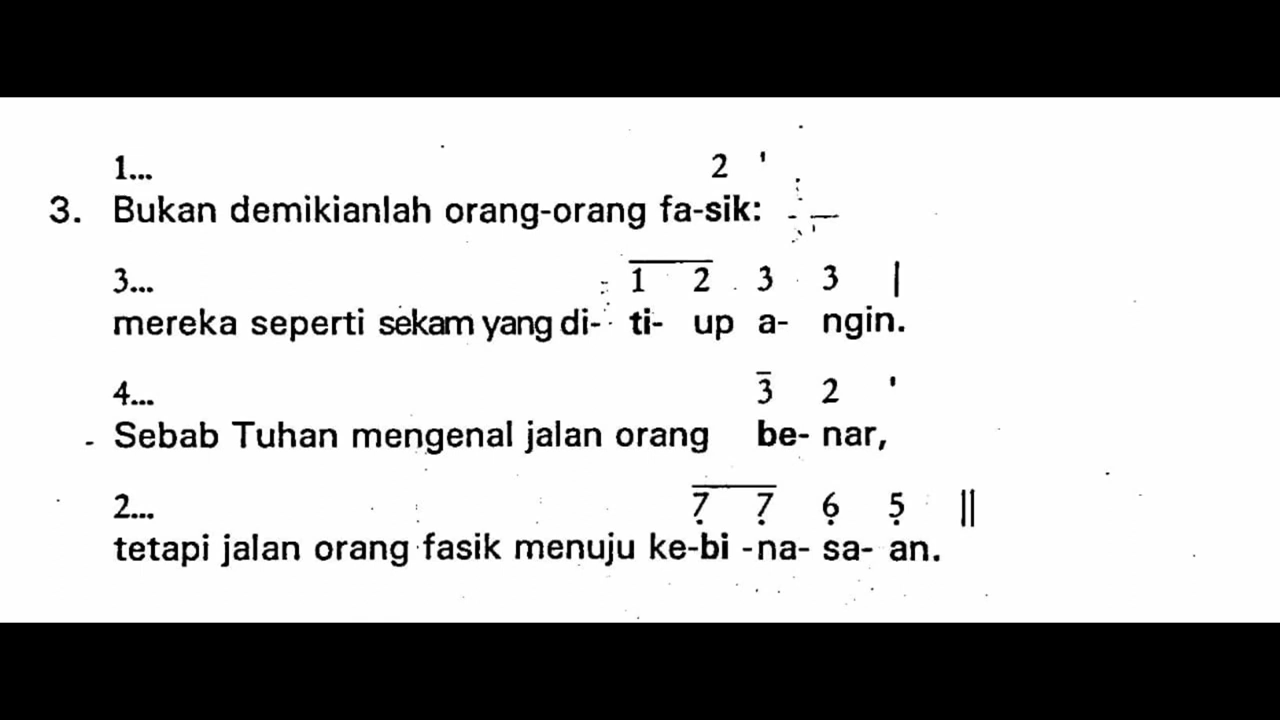 1... 2 '
3. Bukan demikianlah orang-orang fa-sik:
3... 1 2 3 3 |
mereka seperti sekam yang di- ti- up a- ngin.
4... 3̅ 2 '
Sebab Tuhan mengenal jalan orang be- nar,
2... 7̣ 7̣ 6̣ 5̣ ||
tetapi jalan orang fasik menuju ke-bi -na- sa- an.